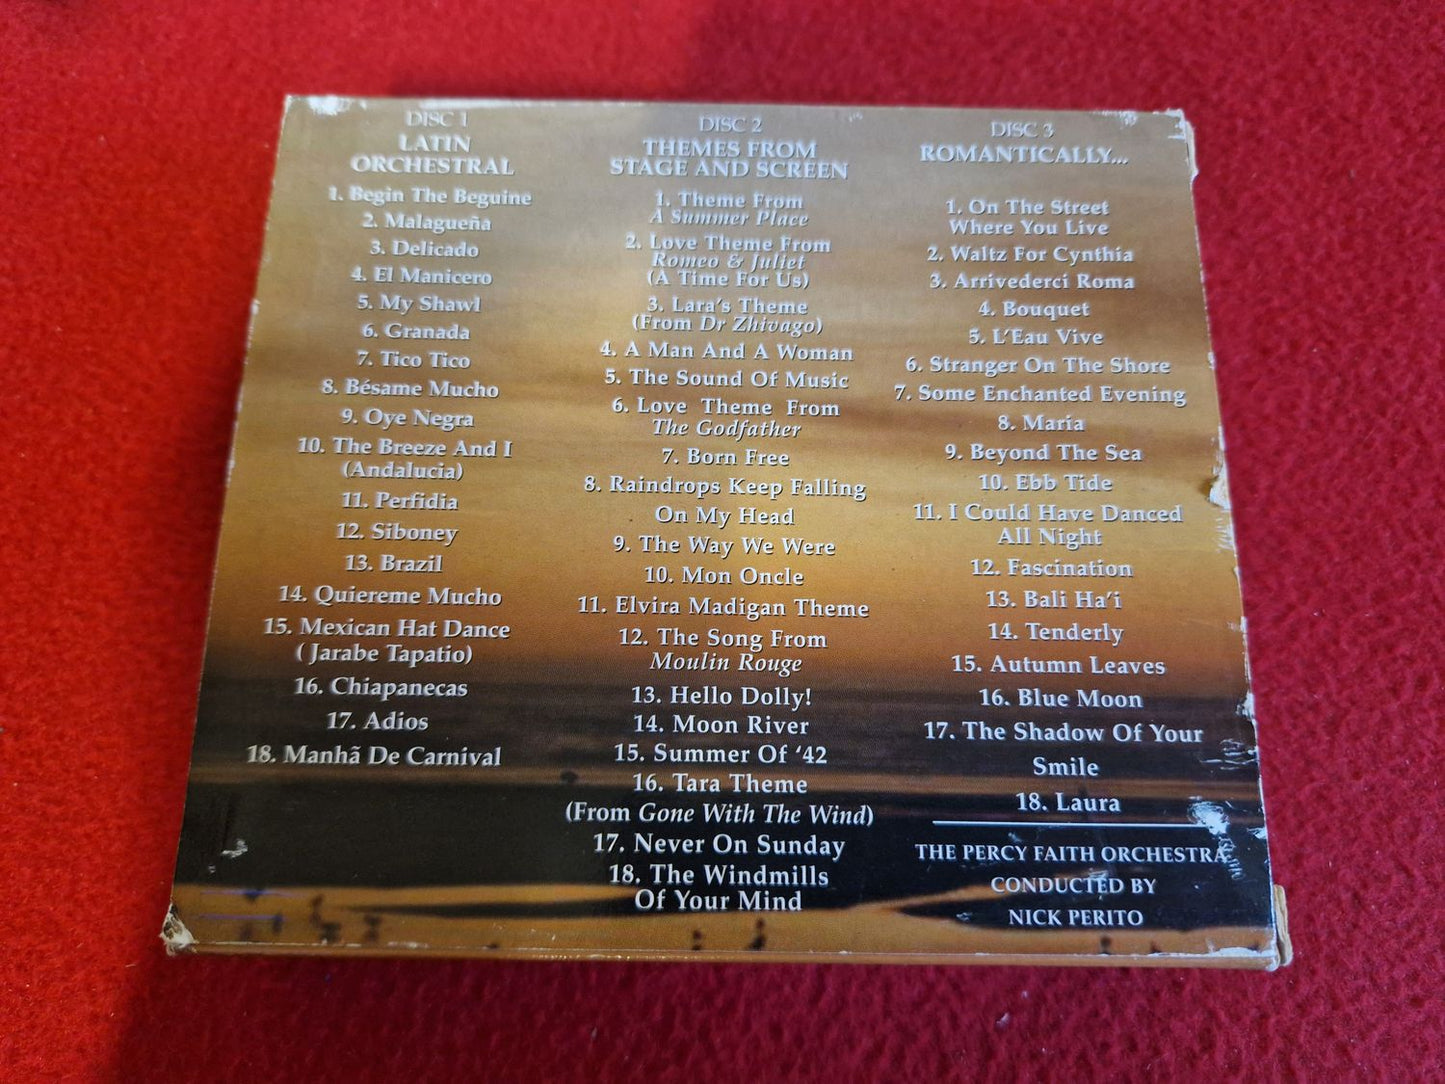 DISC 1
LATIN
ORCHESTRAL
1. Begin The Beguine
2. Malagueña
3. Delicado
4. El Manicero
5. My Shawl
6. Granada
7. Tico Tico
8. Bésame Mucho
9. Oye Negra
10. The Breeze And I
(Andalucia)
11. Perfidia
12. Siboney
13. Brazil
14. Quiereme Mucho
15. Mexican Hat Dance
( Jarabe Tapatio)
16. Chiapanecas
17. Adios
18. Manhã De Carnival
DISC 2
THEMES FROM
STAGE AND SCREEN
1. Theme From
A Summer Place
2. Love Theme From
Romeo & Juliet
(A Time For Us)
3. Lara's Theme
(From Dr Zhivago)
4. A Man And A Woman
5. The Sound Of Music
6. Love Theme From
The Godfather
7. Born Free
8. Raindrops Keep Falling
On My Head
9. The Way We Were
10. Mon Oncle
11. Elvira Madigan Theme
12. The Song From
Moulin Rouge
13. Hello Dolly!
14. Moon River
15. Summer Of ‘42
16. Tara Theme
(From Gone With The Wind)
17. Never On Sunday
18. The Windmills
Of Your Mind
DISC 3
ROMANTICALLY...
1. On The Street
Where You Live
2. Waltz For Cynthia
3. Arrivederci Roma
4. Bouquet
5. L'Eau Vive
6. Stranger On The Shore
7. Some Enchanted Evening
8. Maria
9. Beyond The Sea
10. Ebb Tide
11. I Could Have Danced
All Night
12. Fascination
13. Bali Ha'i
14. Tenderly
15. Autumn Leaves
16. Blue Moon
17. The Shadow Of Your
Smile
18. Laura
THE PERCY FAITH ORCHESTRA
CONDUCTED BY
NICK PERITO